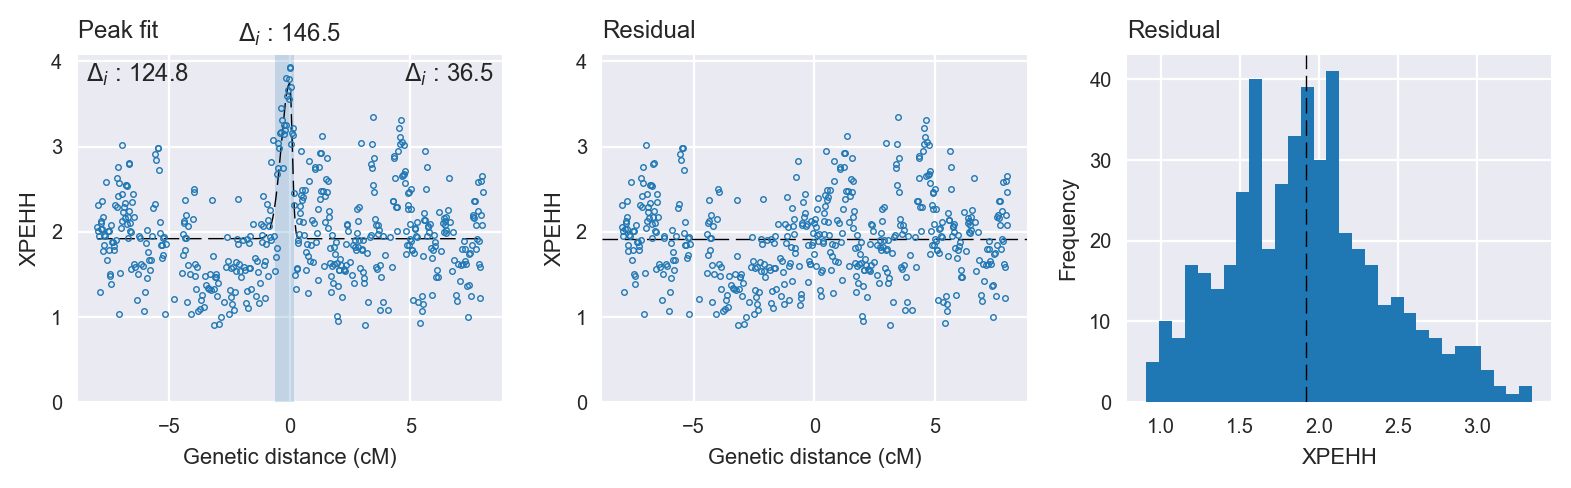 Peak fit
Δi : 146.5
Δi : 124.8
Δi : 36.5
XPEHH
4
3
2
1
0
−5 0 5
Genetic distance (cM)
Residual
XPEHH
4
3
2
1
0
−5 0 5
Genetic distance (cM)
Residual
Frequency
40
30
20
10
0
1.0 1.5 2.0 2.5 3.0
XPEHH